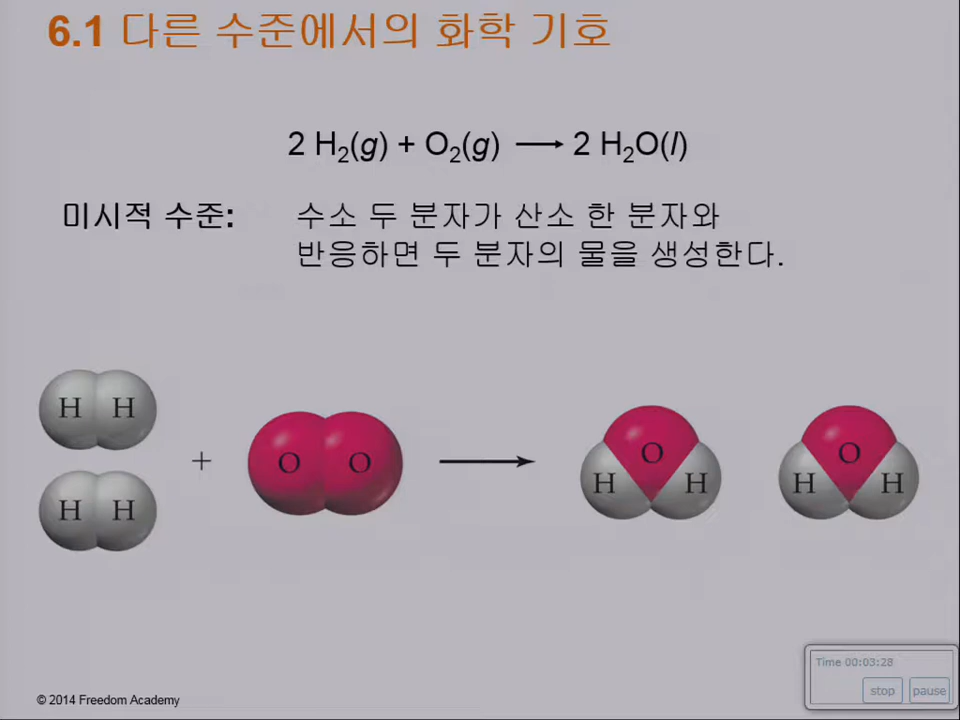 6.1 다른 수준에서의 화학 기호
2 H₂(g) + O₂(g) ⟶ 2 H₂O(l)
미시적 수준: 수소 두 분자가 산소 한 분자와
반응하면 두 분자의 물을 생성한다.
H H
H H
+
O O
O
H H
O
H H
Time 00:03:28
stop pause
© 2014 Freedom Academy